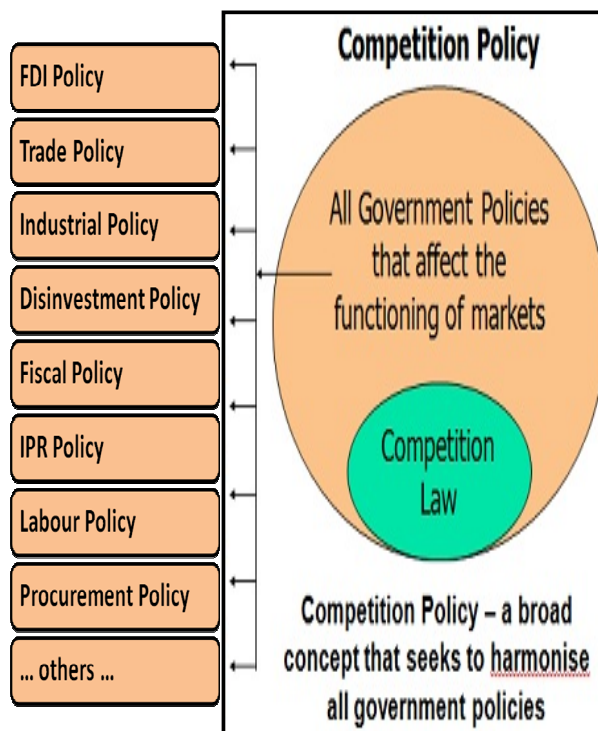 FDI Policy
Trade Policy
Industrial Policy
Disinvestment Policy
Fiscal Policy
IPR Policy
Labour Policy
Procurement Policy
... others ...
Competition Policy
All Government Policies
that affect the
functioning of markets
Competition
Law
Competition Policy – a broad
concept that seeks to harmonise
all government policies